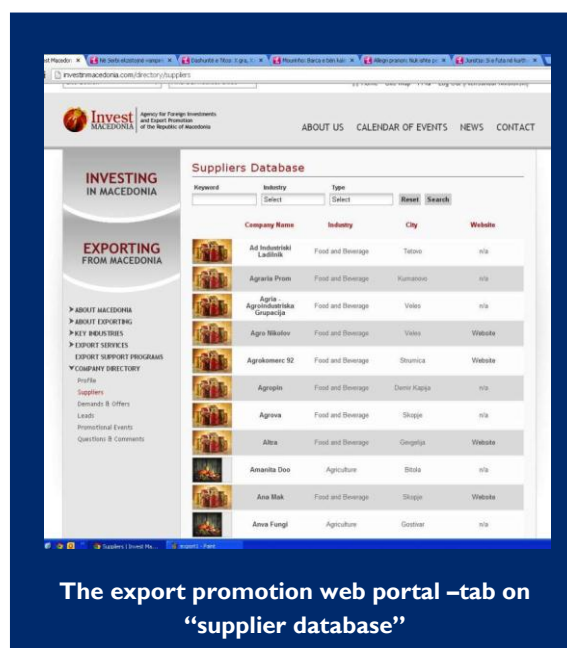 investinmacedonia.com/directory/suppliers
Invest
MACEDONIA
Agency for Foreign Investments
and Export Promotion
of the Republic of Macedonia
ABOUT US CALENDAR OF EVENTS NEWS CONTACT
INVESTING
IN MACEDONIA
EXPORTING
FROM MACEDONIA
ABOUT MACEDONIA
ABOUT EXPORTING
KEY INDUSTRIES
EXPORT SERVICES
EXPORT SUPPORT PROGRAMS
COMPANY DIRECTORY
Profile
Suppliers
Demands & Offers
Leads
Promotional Events
Questions & Comments
Suppliers Database
Keyword Industry Type
Select Select Reset Search
Company Name Industry City Website
Ad Industriski
Ladilnik Food and Beverage Tetovo n/a
Agraria Prom Food and Beverage Kumanovo n/a
Agria -
Agroindustriska
Grupacija Food and Beverage Veles n/a
Agro Nikolov Food and Beverage Veles Website
Agrokomerc 92 Food and Beverage Strumica Website
Agropin Food and Beverage Demir Kapija n/a
Agrova Food and Beverage Skopje n/a
Altra Food and Beverage Gevgelija Website
Amanita Doo Agriculture Bitola n/a
Ana Mak Food and Beverage Skopje Website
Anva Fungi Agriculture Gostivar n/a
Suppliers | Invest Ma... import1 - Paint
The export promotion web portal –tab on
“supplier database”